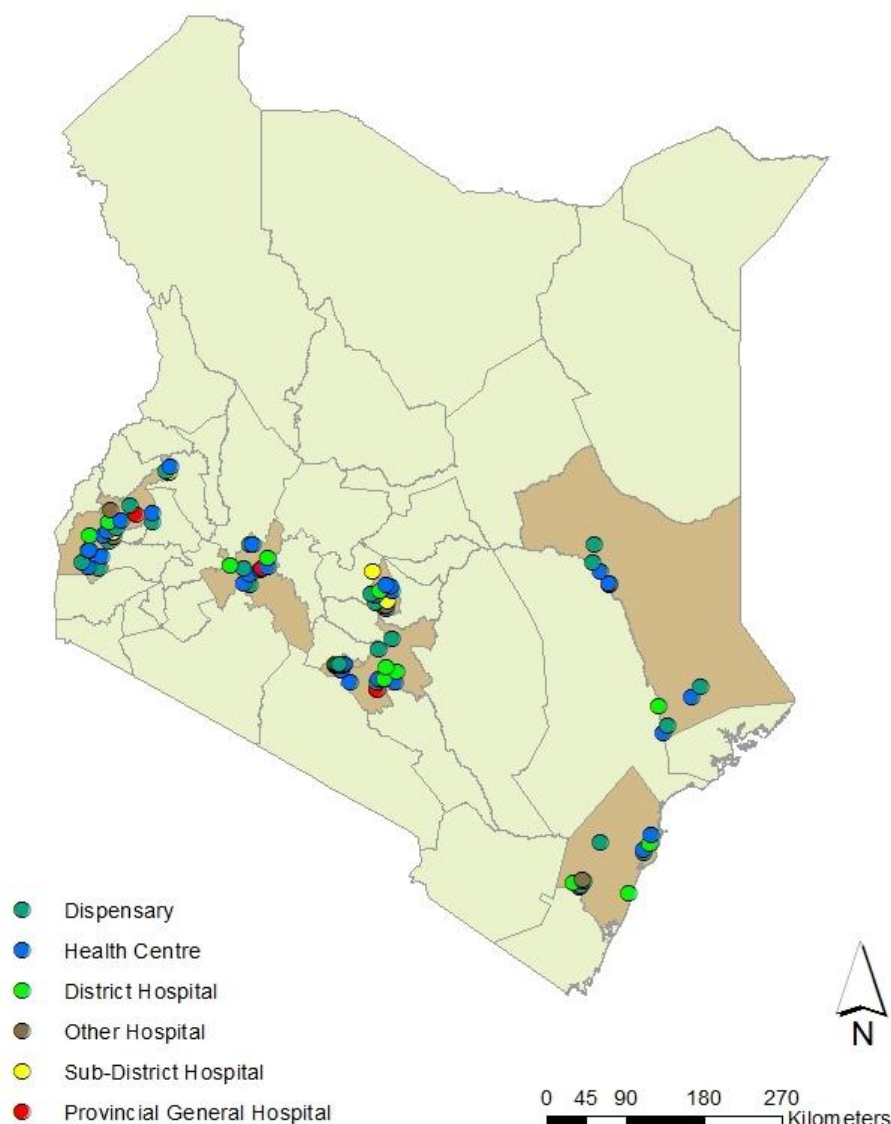 Dispensary
Health Centre
District Hospital
Other Hospital
Sub-District Hospital
Provincial General Hospital
N
0 45 90 180 270
Kilometers